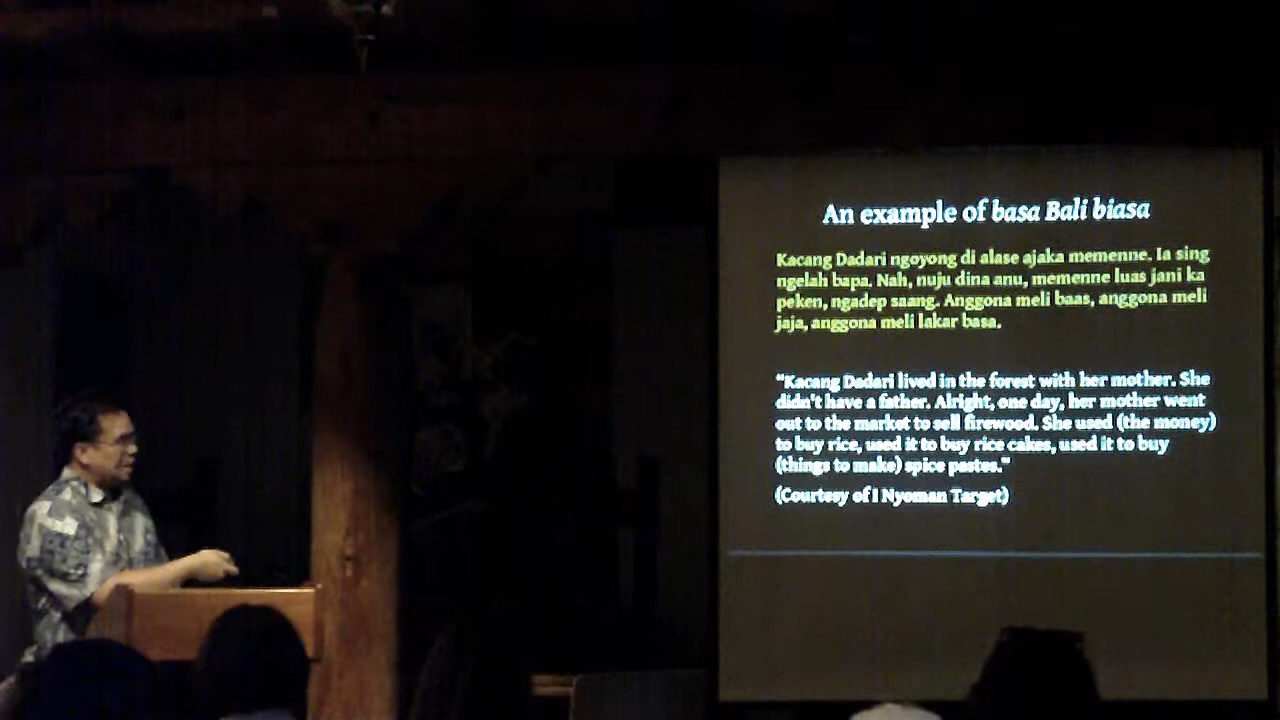 An example of basa Bali biasa
Kacang Dadari ngoyong di alase ajaka memenne. Ia sing
ngelah bapa. Nah, nuju dina anu, memenne luas jani ka
peken, ngadep saang. Anggona meli baas, anggona meli
jaja, anggona meli lakar basa.
“Kacang Dadari lived in the forest with her mother. She
didn't have a father. Alright, one day, her mother went
out to the market to sell firewood. She used (the money)
to buy rice, used it to buy rice cakes, used it to buy
(things to make) spice pastes.”
(Courtesy of I Nyoman Target)